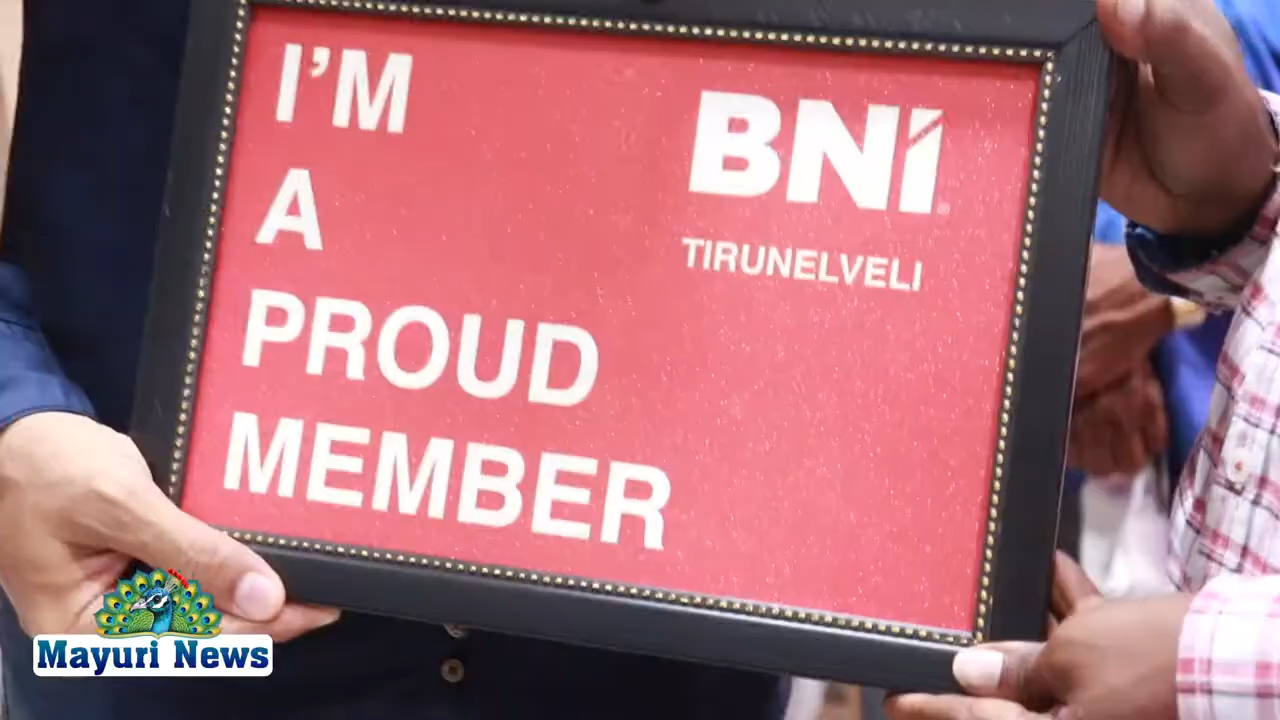 I'M
A
PROUD
MEMBER
BNI
TIRUNELVELI
Mayuri News